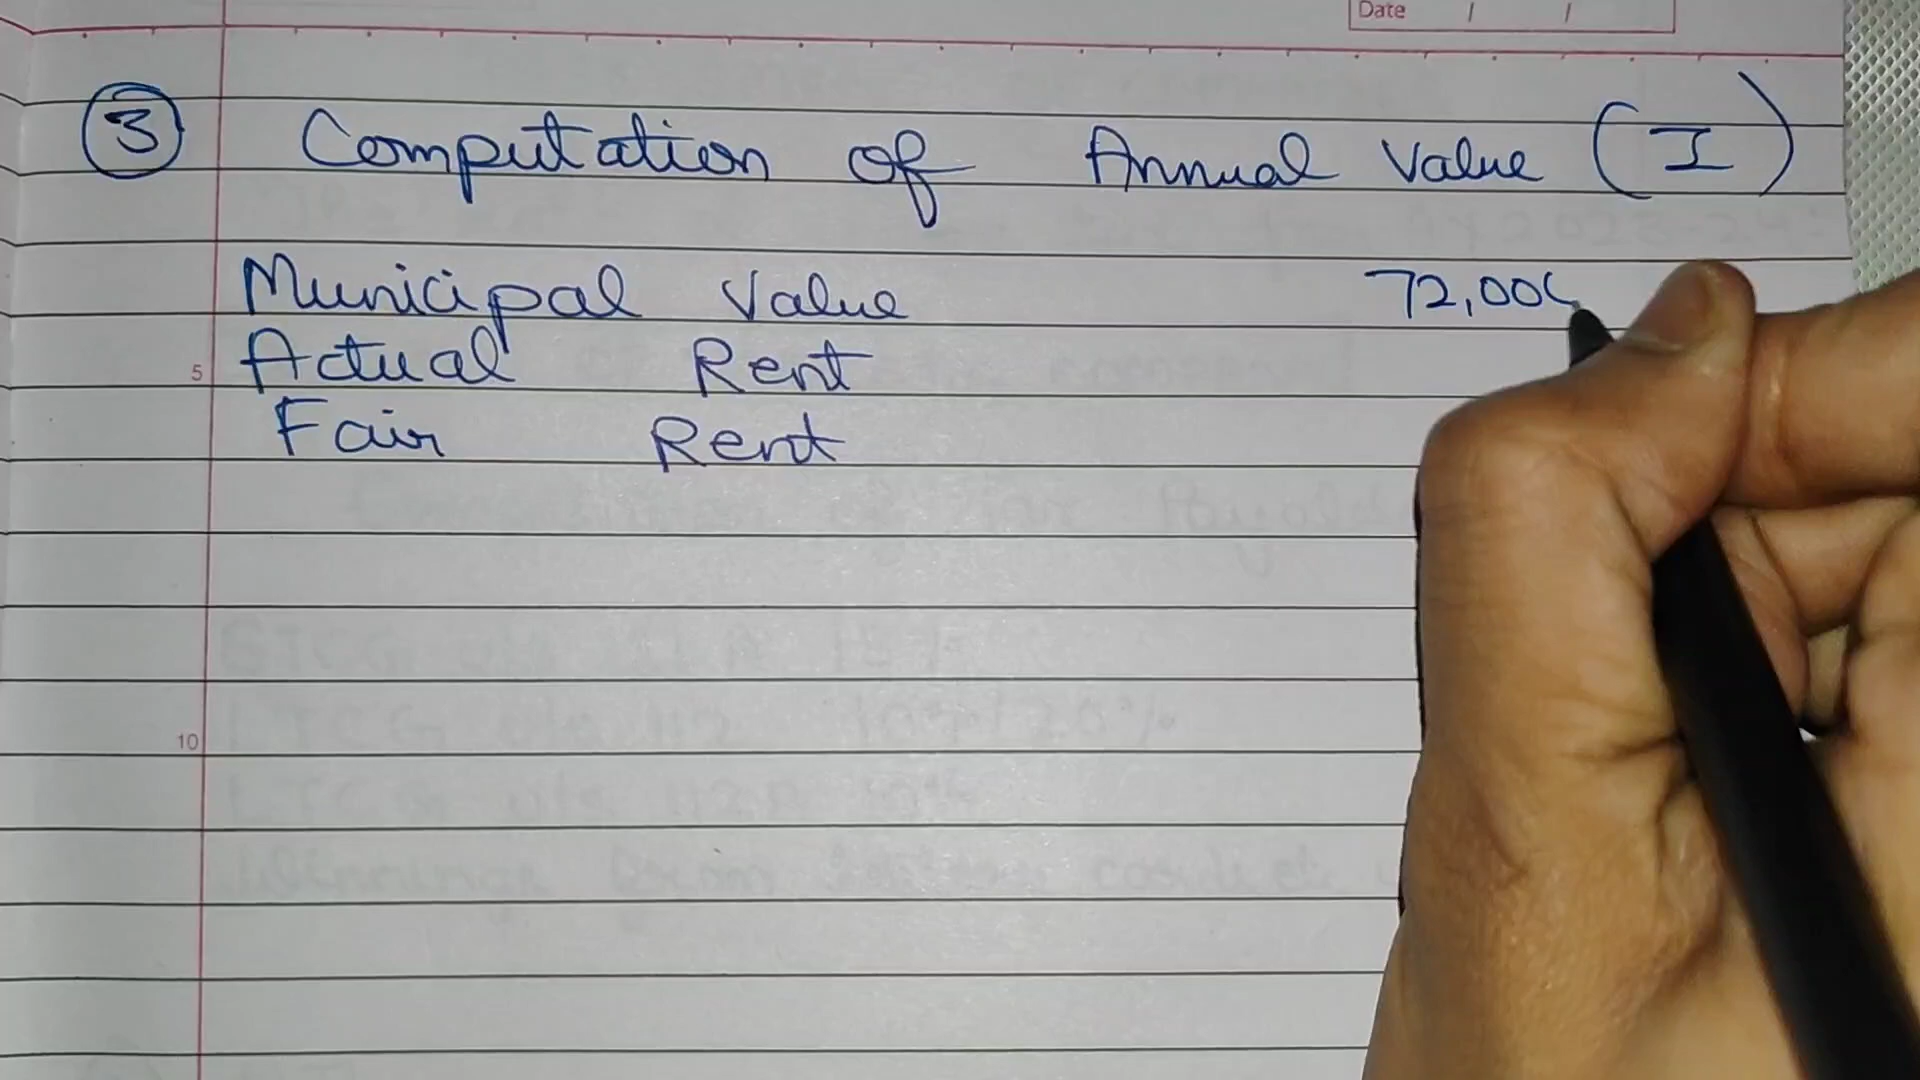 Date / /
3 Computation of Annual Value (I)
Municipal Value 72,000
5 Actual Rent
Fair Rent
10